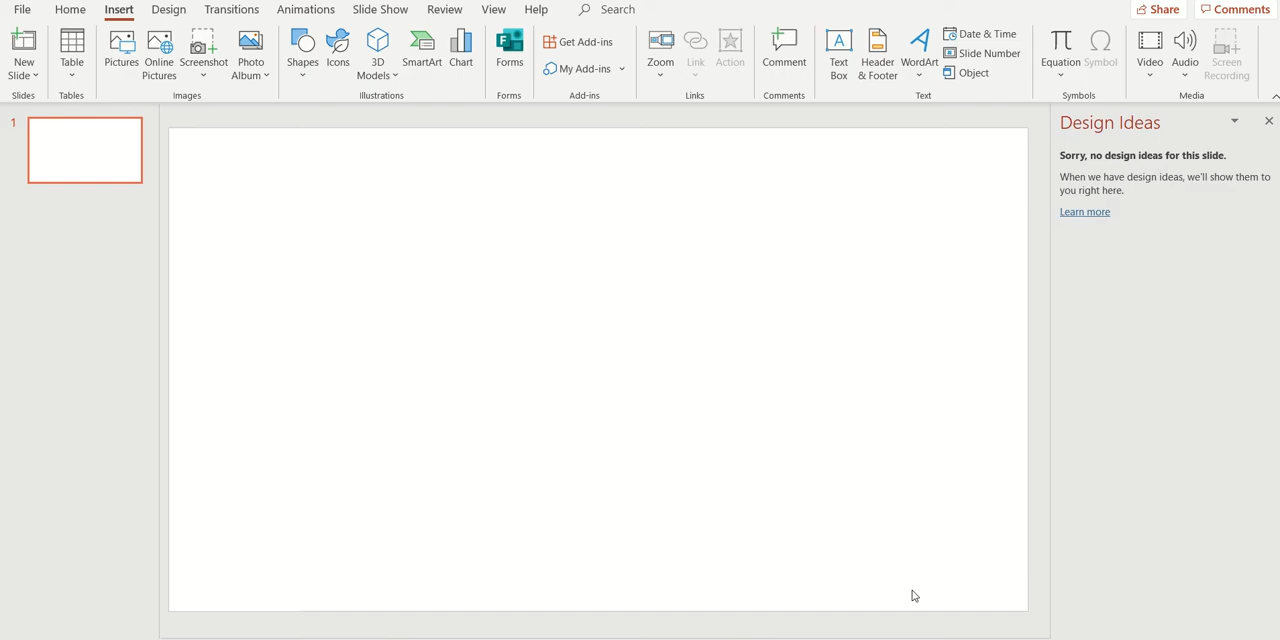 File Home Insert Design Transitions Animations Slide Show Review View Help Search Share Comments
New Slide
Table
Pictures
Online Pictures
Screenshot
Photo Album
Shapes
Icons
3D Models
SmartArt
Chart
Forms
Get Add-ins
My Add-ins
Zoom
Link
Action
Comment
Text Box
Header & Footer
WordArt
Date & Time
Slide Number
Object
Equation
Symbol
Video
Audio
Screen Recording
Slides Tables Images Illustrations Forms Add-ins Links Comments Text Symbols Media
1
Design Ideas
Sorry, no design ideas for this slide.
When we have design ideas, we'll show them to
you right here.
Learn more